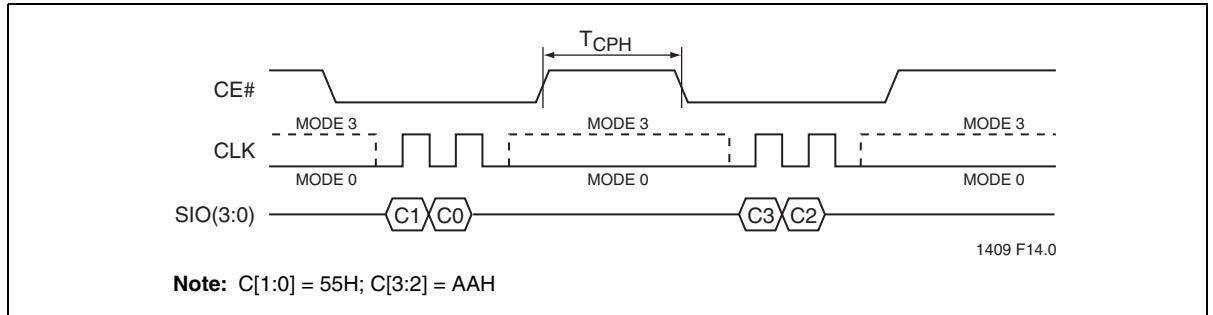 TCPH
CE#
MODE 3 MODE 3 MODE 3
CLK
MODE 0 MODE 0 MODE 0
SIO(3:0) C1 C0 C3 C2
1409 F14.0
Note: C[1:0] = 55H; C[3:2] = AAH